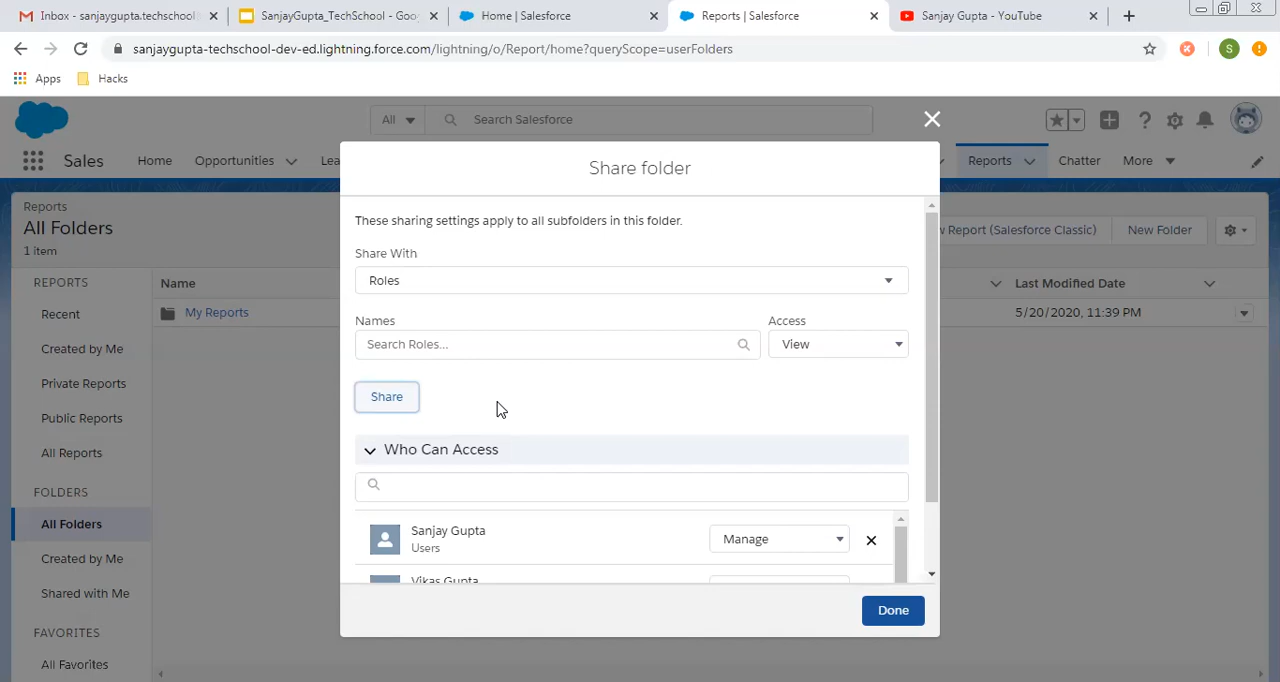 Inbox - sanjaygupta.techschool
SanjayGupta_TechSchool - Goo
Home | Salesforce
Reports | Salesforce
Sanjay Gupta - YouTube
sanjaygupta-techschool-dev-ed.lightning.force.com/lightning/o/Report/home?queryScope=userFolders
S
Apps
Hacks
All
Search Salesforce
Sales
Home
Opportunities
Lea
Reports
Chatter
More
Share folder
Reports
All Folders
1 item
w Report (Salesforce Classic)
New Folder
These sharing settings apply to all subfolders in this folder.
Share With
Roles
REPORTS
Name
Last Modified Date
Recent
My Reports
5/20/2020, 11:39 PM
Names
Access
Search Roles...
View
Created by Me
Private Reports
Share
Public Reports
All Reports
Who Can Access
FOLDERS
All Folders
Sanjay Gupta
Users
Manage
Created by Me
Vikas Gupta
Shared with Me
Done
FAVORITES
All Favorites